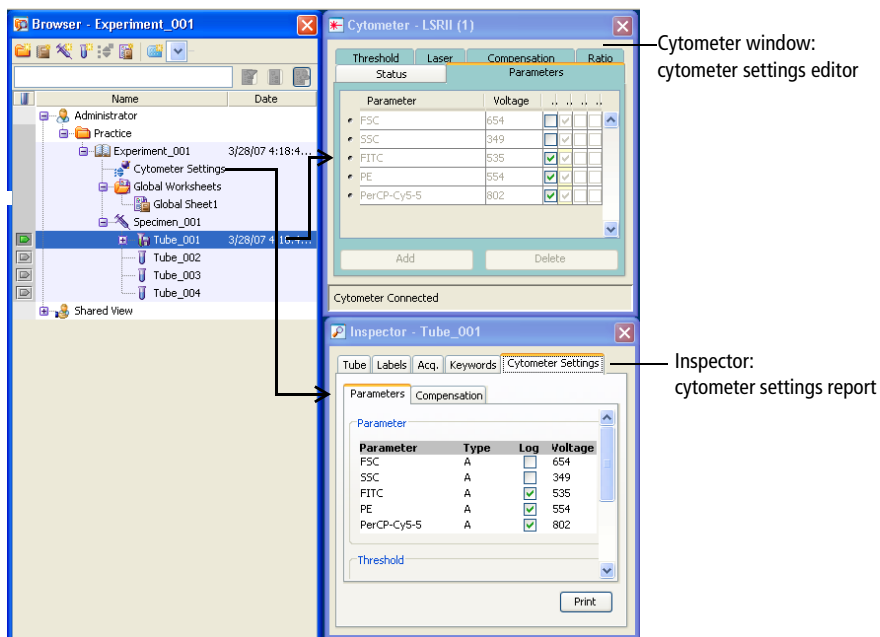 Browser - Experiment_001
Name Date
Administrator
Practice
Experiment_001 3/28/07 4:18:4...
Cytometer Settings
Global Worksheets
Global Sheet1
Specimen_001
Tube_001 3/28/07 4:18:4...
Tube_002
Tube_003
Tube_004
Shared View
Cytometer - LSRII (1)
Threshold Laser Compensation Ratio
Status Parameters
Parameter Voltage .. .. .. ..
FSC 654
SSC 349
FITC 535
PE 554
PerCP-Cy5-5 802
Add Delete
Cytometer Connected
Inspector - Tube_001
Tube Labels Acq. Keywords Cytometer Settings
Parameters Compensation
Parameter
Parameter Type Log Voltage
FSC A 654
SSC A 349
FITC A 535
PE A 554
PerCP-Cy5-5 A 802
Threshold
Print
Cytometer window:
cytometer settings editor
Inspector:
cytometer settings report